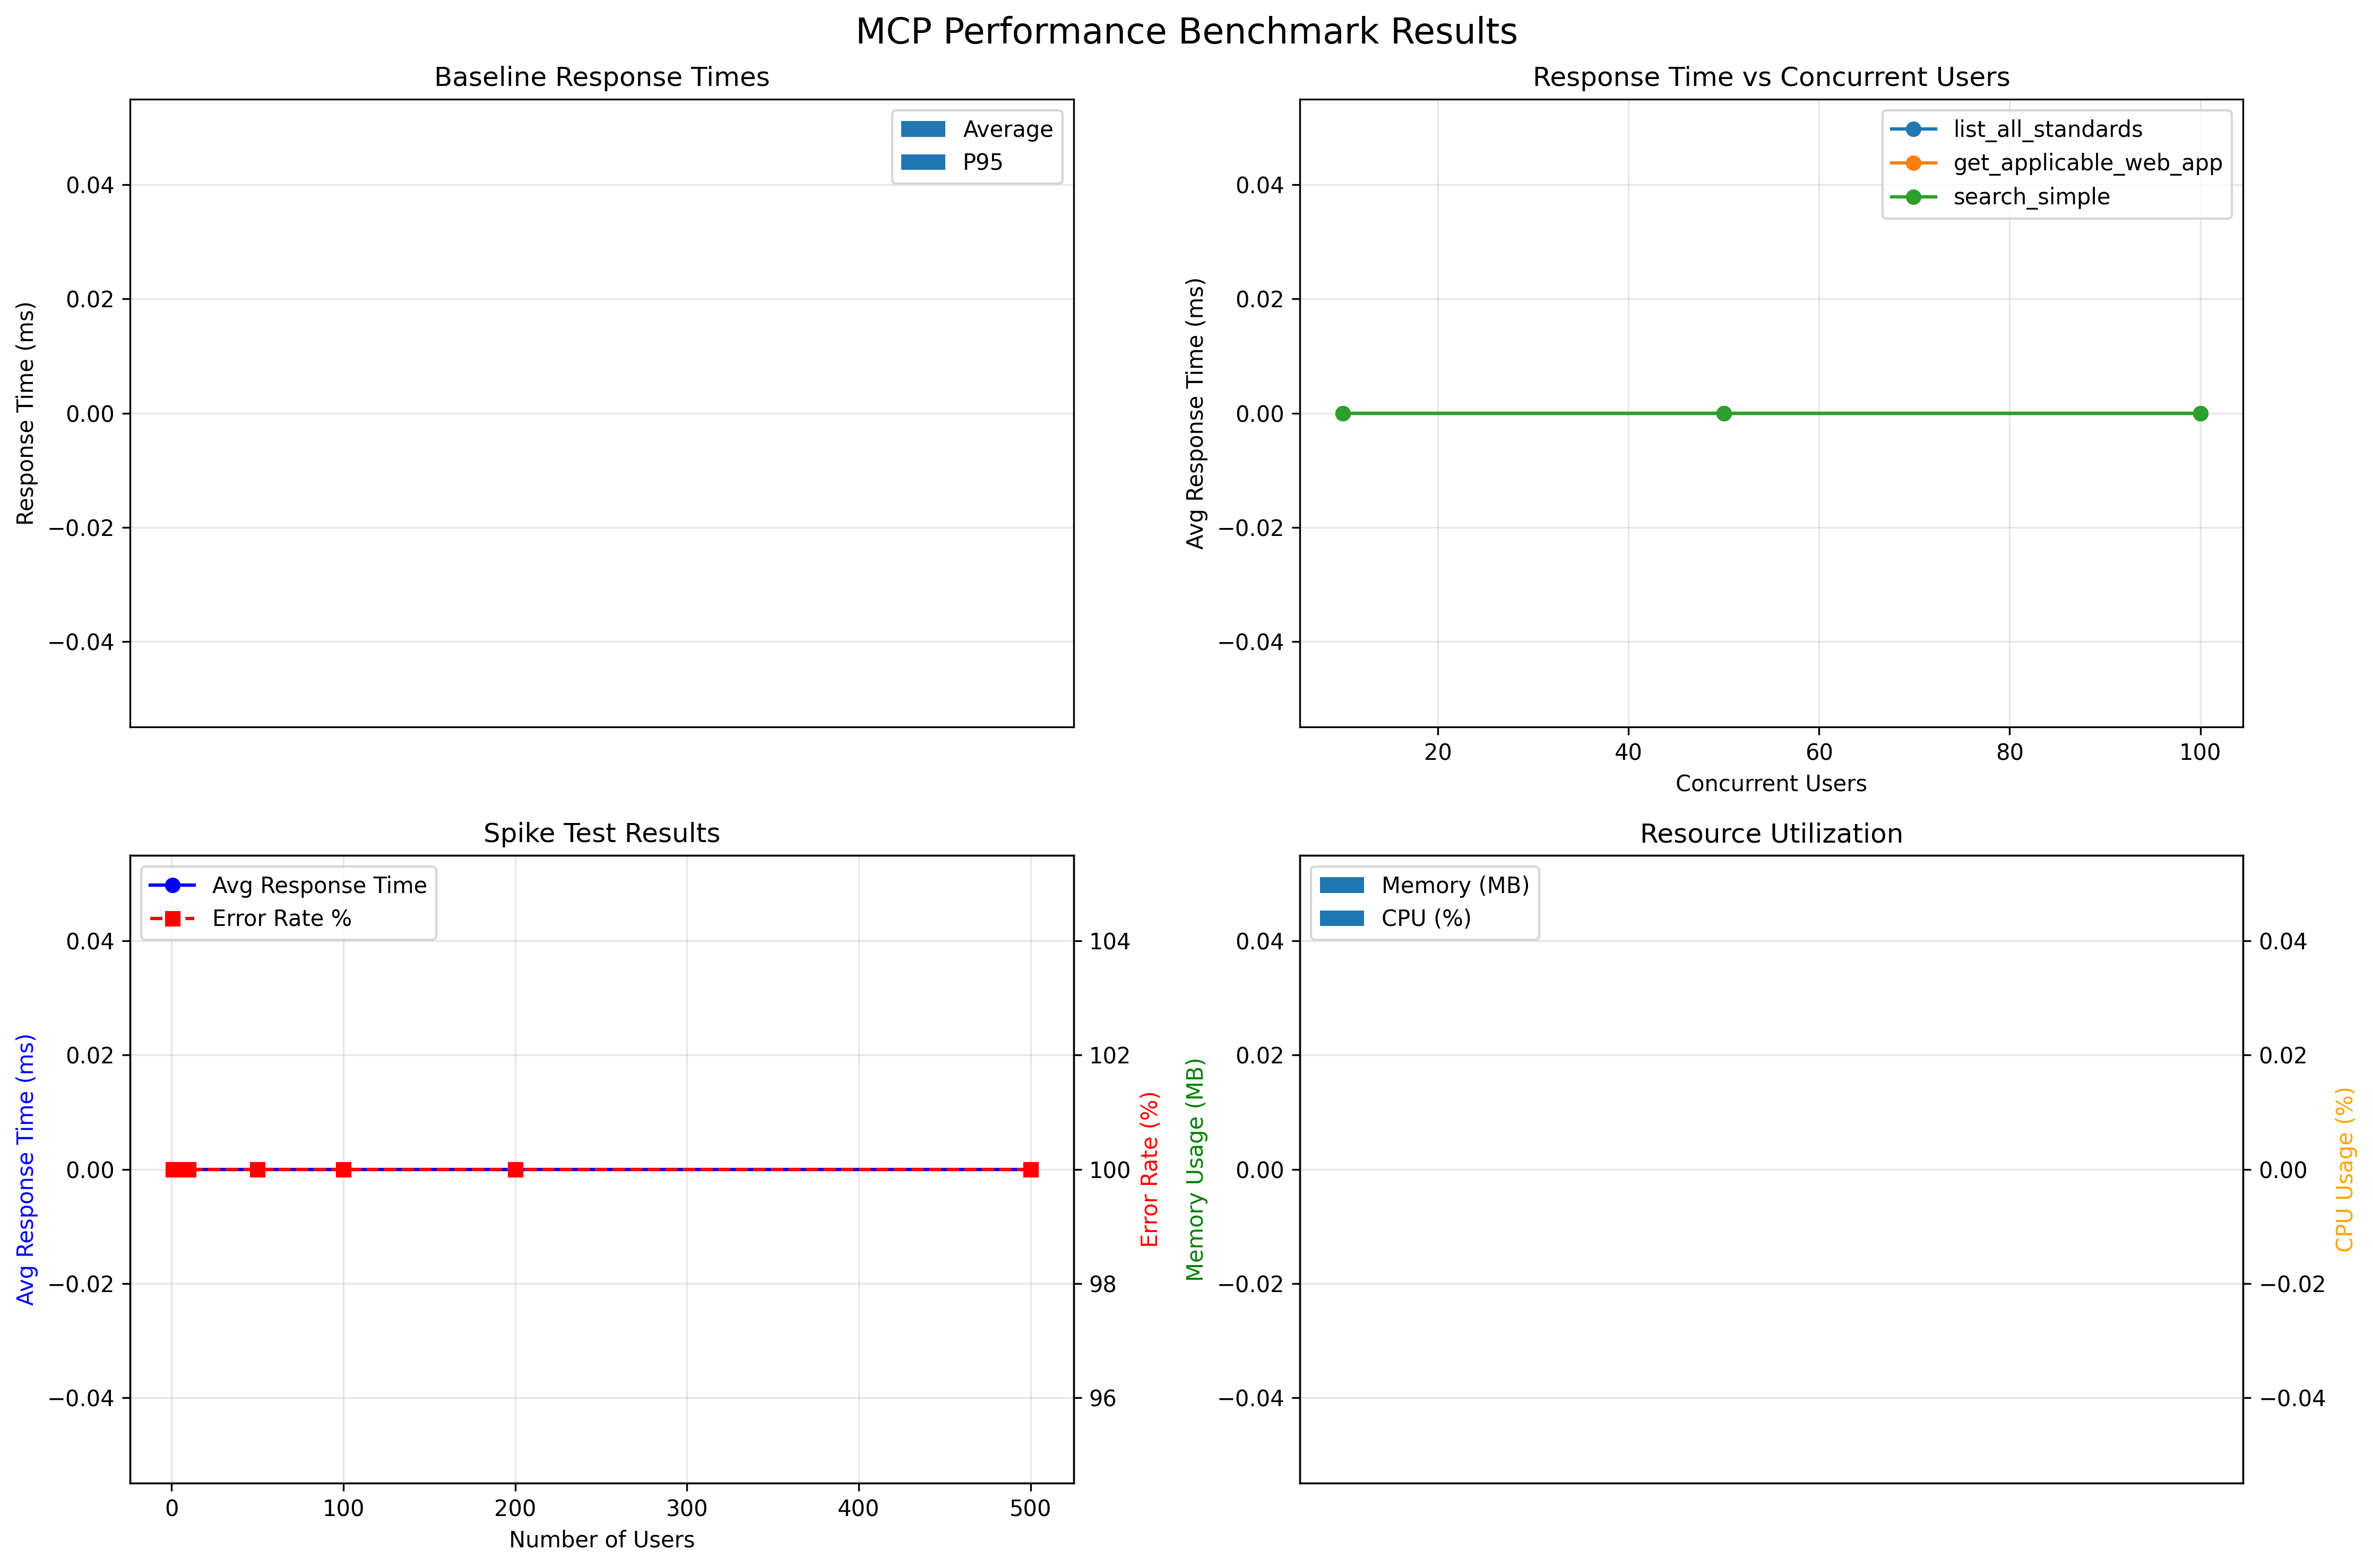 MCP Performance Benchmark Results
Baseline Response Times
Average
P95
0.04
0.02
0.00
−0.02
−0.04
Response Time (ms)
Response Time vs Concurrent Users
list_all_standards
get_applicable_web_app
search_simple
0.04
0.02
0.00
−0.02
−0.04
Avg Response Time (ms)
20 40 60 80 100
Concurrent Users
Spike Test Results
Avg Response Time
Error Rate %
0.04
0.02
0.00
−0.02
−0.04
Avg Response Time (ms)
104
102
100
98
96
Error Rate (%)
0 100 200 300 400 500
Number of Users
Resource Utilization
Memory (MB)
CPU (%)
0.04
0.02
0.00
−0.02
−0.04
Memory Usage (MB)
0.04
0.02
0.00
−0.02
−0.04
CPU Usage (%)